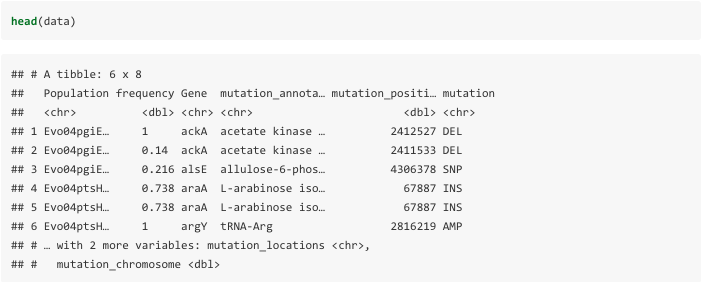 head(data)
## # A tibble: 6 x 8
##   Population frequency Gene  mutation_annota… mutation_positi… mutation
##   <chr>          <dbl> <chr> <chr>                       <dbl> <chr>
## 1 Evo04pgiE…     1     ackA  acetate kinase …          2412527 DEL
## 2 Evo04pgiE…     0.14  ackA  acetate kinase …          2411533 DEL
## 3 Evo04pgiE…     0.216 alsE  allulose-6-phos…          4306378 SNP
## 4 Evo04ptsH…     0.738 araA  L-arabinose iso…            67887 INS
## 5 Evo04ptsH…     0.738 araA  L-arabinose iso…            67887 INS
## 6 Evo04ptsH…     1     argY  tRNA-Arg                  2816219 AMP
## # … with 2 more variables: mutation_locations <chr>,
## #   mutation_chromosome <dbl>